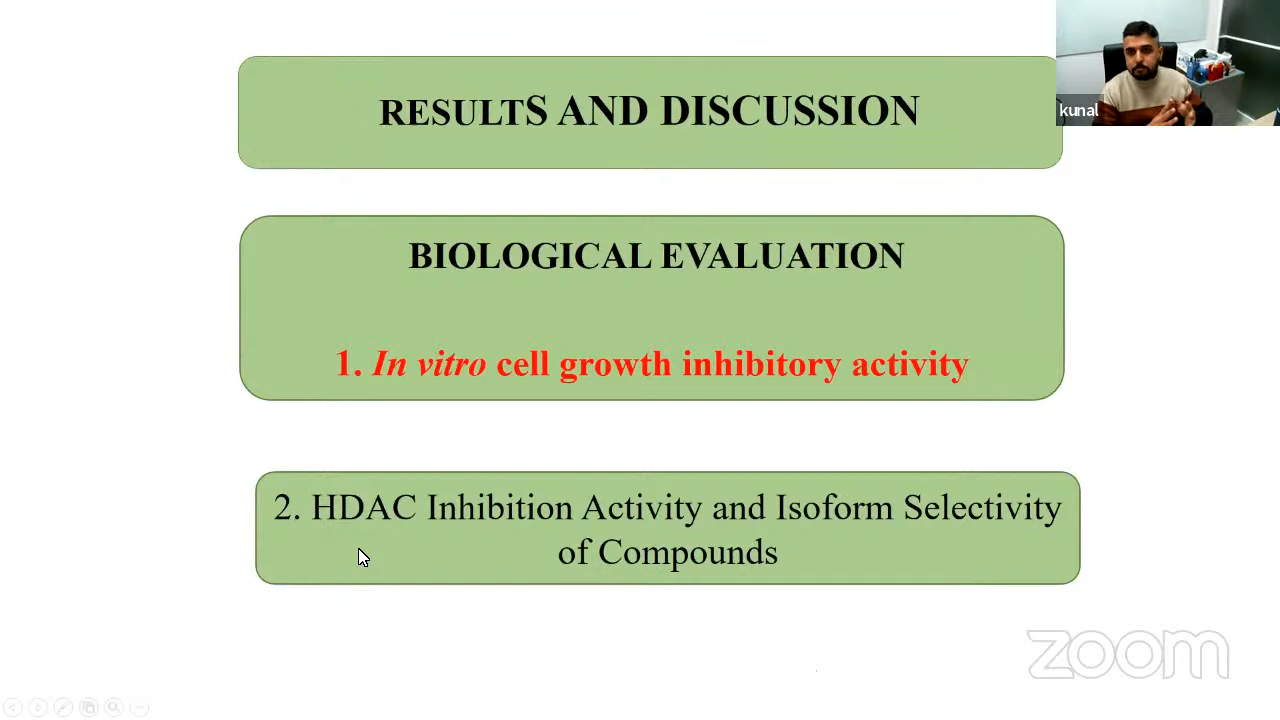 RESULTS AND DISCUSSION
kunal
BIOLOGICAL EVALUATION
1. In vitro cell growth inhibitory activity
2. HDAC Inhibition Activity and Isoform Selectivity
of Compounds
zoom